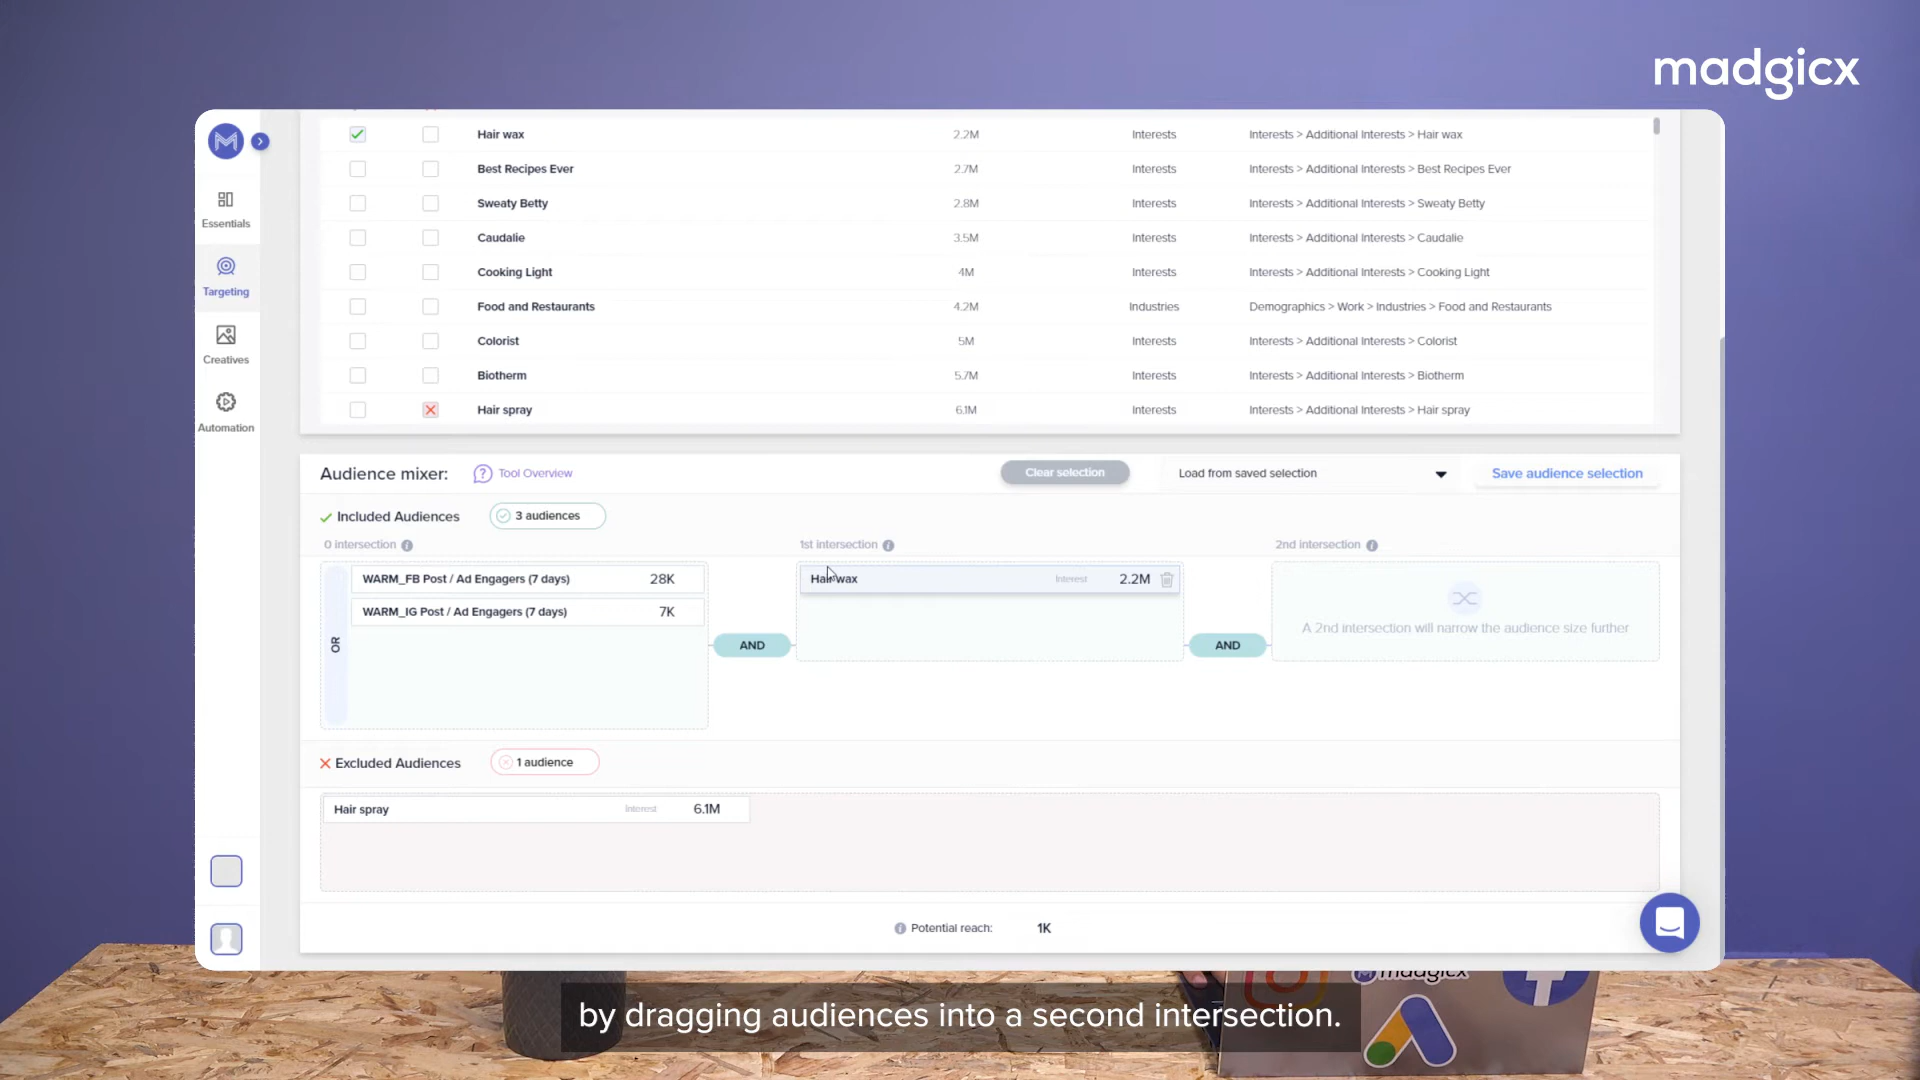 madgicx
Hair wax 2.2M Interests Interests > Additional Interests > Hair wax
Best Recipes Ever 2.7M Interests Interests > Additional Interests > Best Recipes Ever
Sweaty Betty 2.8M Interests Interests > Additional Interests > Sweaty Betty
Caudalie 3.5M Interests Interests > Additional Interests > Caudalie
Cooking Light 4M Interests Interests > Additional Interests > Cooking Light
Food and Restaurants 4.2M Industries Demographics > Work > Industries > Food and Restaurants
Colorist 5M Interests Interests > Additional Interests > Colorist
Biotherm 5.7M Interests Interests > Additional Interests > Biotherm
Hair spray 6.1M Interests Interests > Additional Interests > Hair spray
Essentials
Targeting
Creatives
Automation
Audience mixer: Tool Overview Clear selection Load from saved selection Save audience selection
Included Audiences 3 audiences
0 intersection 1st intersection 2nd intersection
WARM_FB Post / Ad Engagers (7 days) 28K
WARM_IG Post / Ad Engagers (7 days) 7K
OR
AND
Hair wax Interest 2.2M
AND
A 2nd intersection will narrow the audience size further
Excluded Audiences 1 audience
Hair spray Interest 6.1M
Potential reach: 1K
madgicx
by dragging audiences into a second intersection.